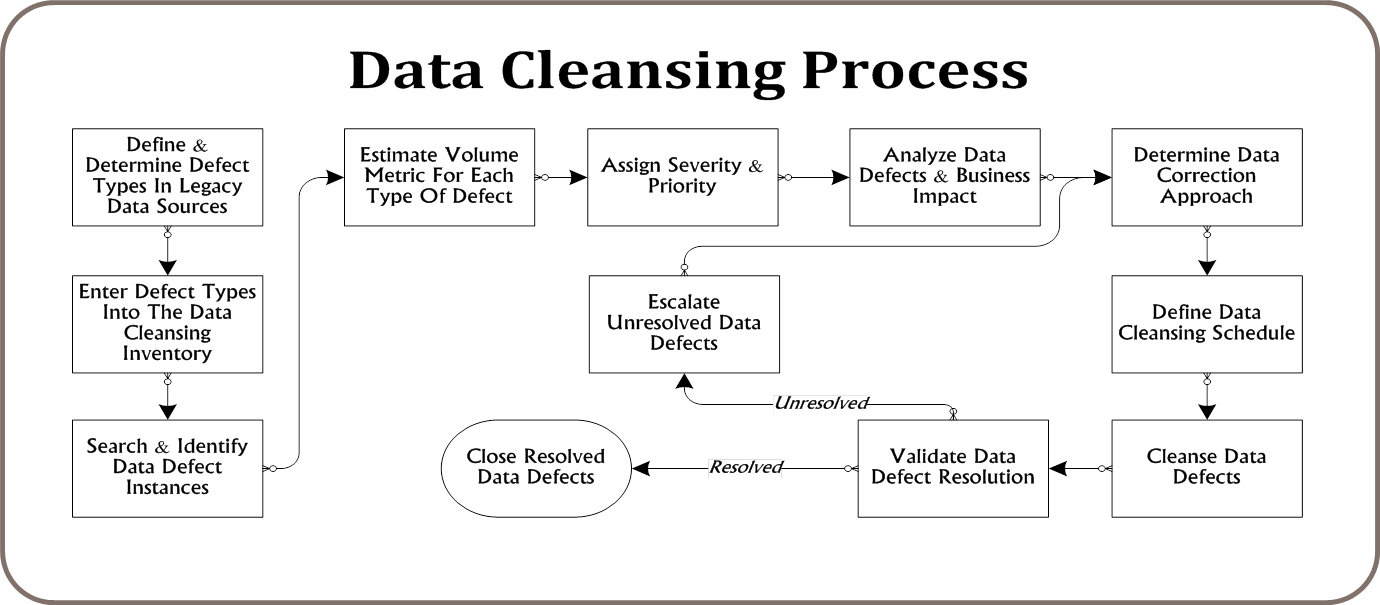 Data Cleansing Process
Define &
Determine Defect
Types In Legacy
Data Sources
Estimate Volume
Metric For Each
Type Of Defect
Assign Severity &
Priority
Analyze Data
Defects & Business
Impact
Determine Data
Correction
Approach
Enter Defect Types
Into The Data
Cleansing
Inventory
Escalate
Unresolved Data
Defects
Define Data
Cleansing Schedule
Unresolved
Search & Identify
Data Defect
Instances
Close Resolved
Data Defects
Resolved
Validate Data
Defect Resolution
Cleanse Data
Defects